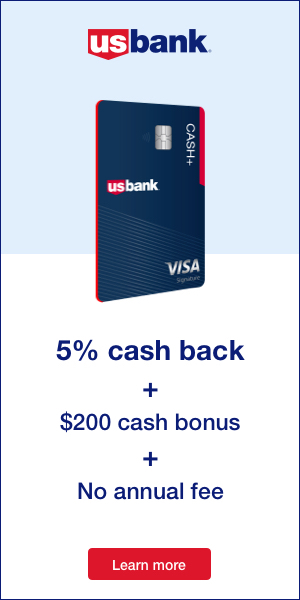 usbank
CASH+
usbank
VISA
Signature
5% cash back
+
$200 cash bonus
+
No annual fee
Learn more